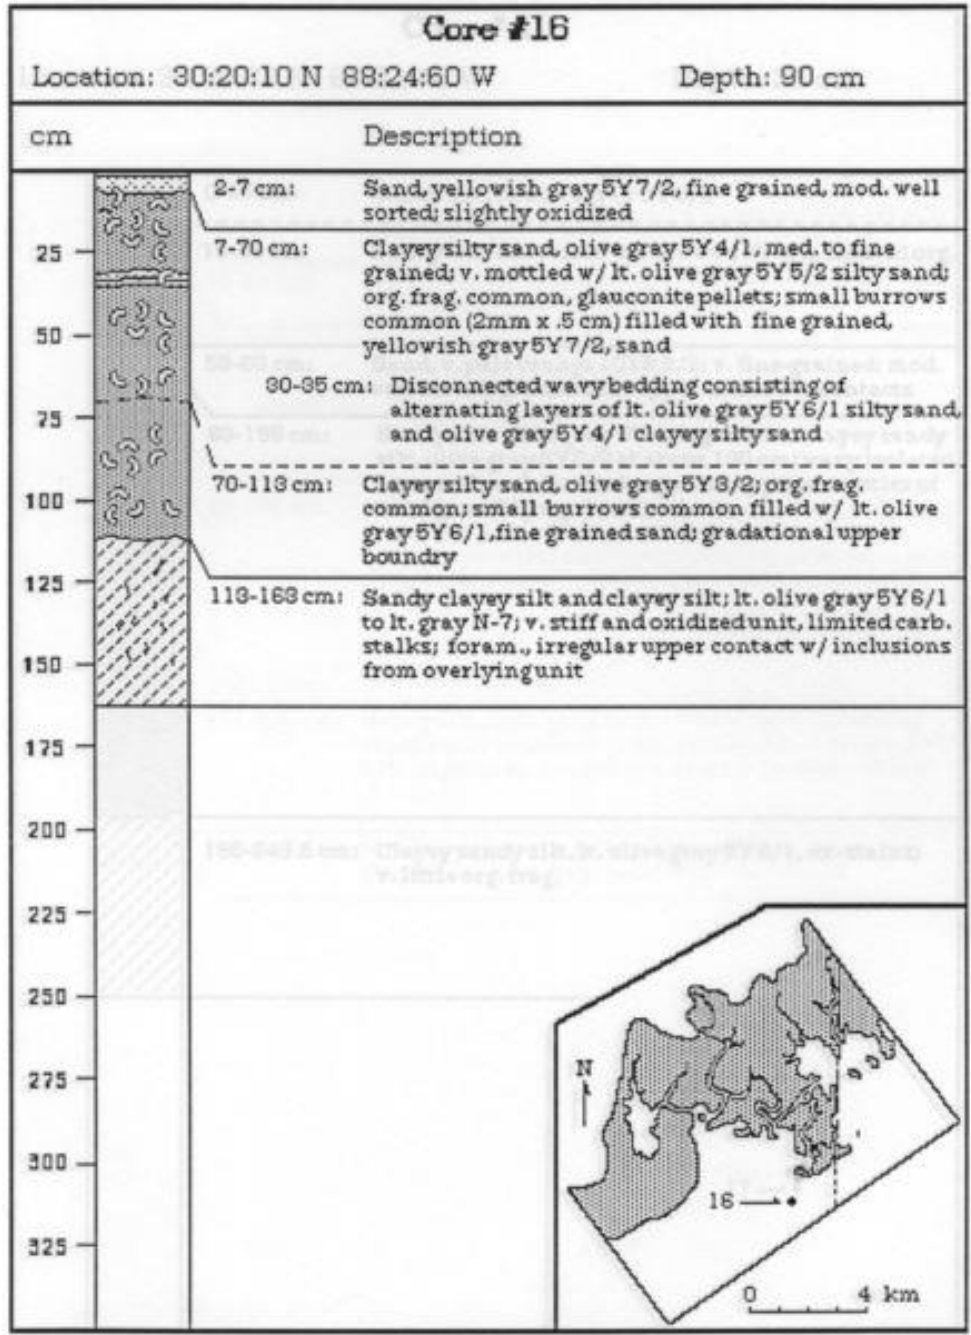 Core #16
Location: 30:20:10 N 88:24:60 W Depth: 90 cm
cm Description
2-7 cm: Sand, yellowish gray 5Y 7/2, fine grained, mod. well
sorted; slightly oxidized
7-70 cm: Clayey silty sand, olive gray 5Y 4/1, med. to fine
grained; v. mottled w/ lt. olive gray 5Y 5/2 silty sand;
org. frag. common, glauconite pellets; small burrows
common (2mm x .5 cm) filled with fine grained,
yellowish gray 5Y 7/2, sand
30-35 cm: Disconnected wavy bedding consisting of
alternating layers of lt. olive gray 5Y 6/1 silty sand,
and olive gray 5Y 4/1 clayey silty sand
70-113 cm: Clayey silty sand, olive gray 5Y 3/2; org. frag.
common; small burrows common filled w/ lt. olive
gray 5Y 6/1, fine grained sand; gradational upper
boundry
113-163 cm: Sandy clayey silt and clayey silt; lt. olive gray 5Y 6/1
to lt. gray N-7; v. stiff and oxidized unit, limited carb.
stalks; foram., irregular upper contact w/ inclusions
from overlying unit
25
50
75
100
125
150
175
200
225
250
275
300
325
N
16
0 4 km